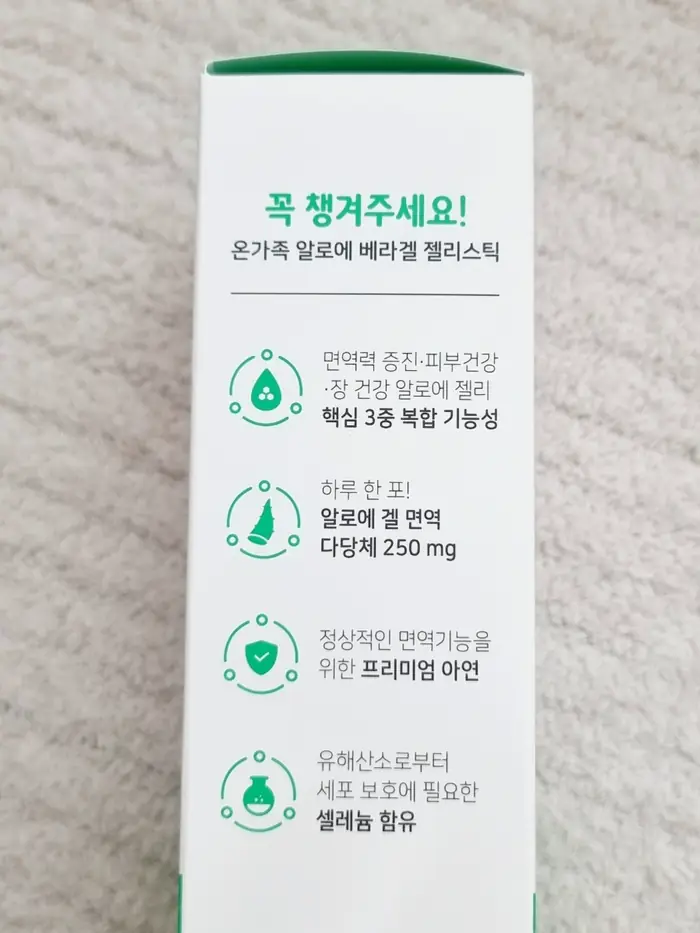 꼭 챙겨주세요!
온가족 알로에 베라겔 젤리스틱
면역력 증진·피부건강
·장 건강 알로에 젤리
핵심 3중 복합 기능성
하루 한 포!
알로에 겔 면역
다당체 250 mg
정상적인 면역기능을
위한 프리미엄 아연
유해산소로부터
세포 보호에 필요한
셀레늄 함유